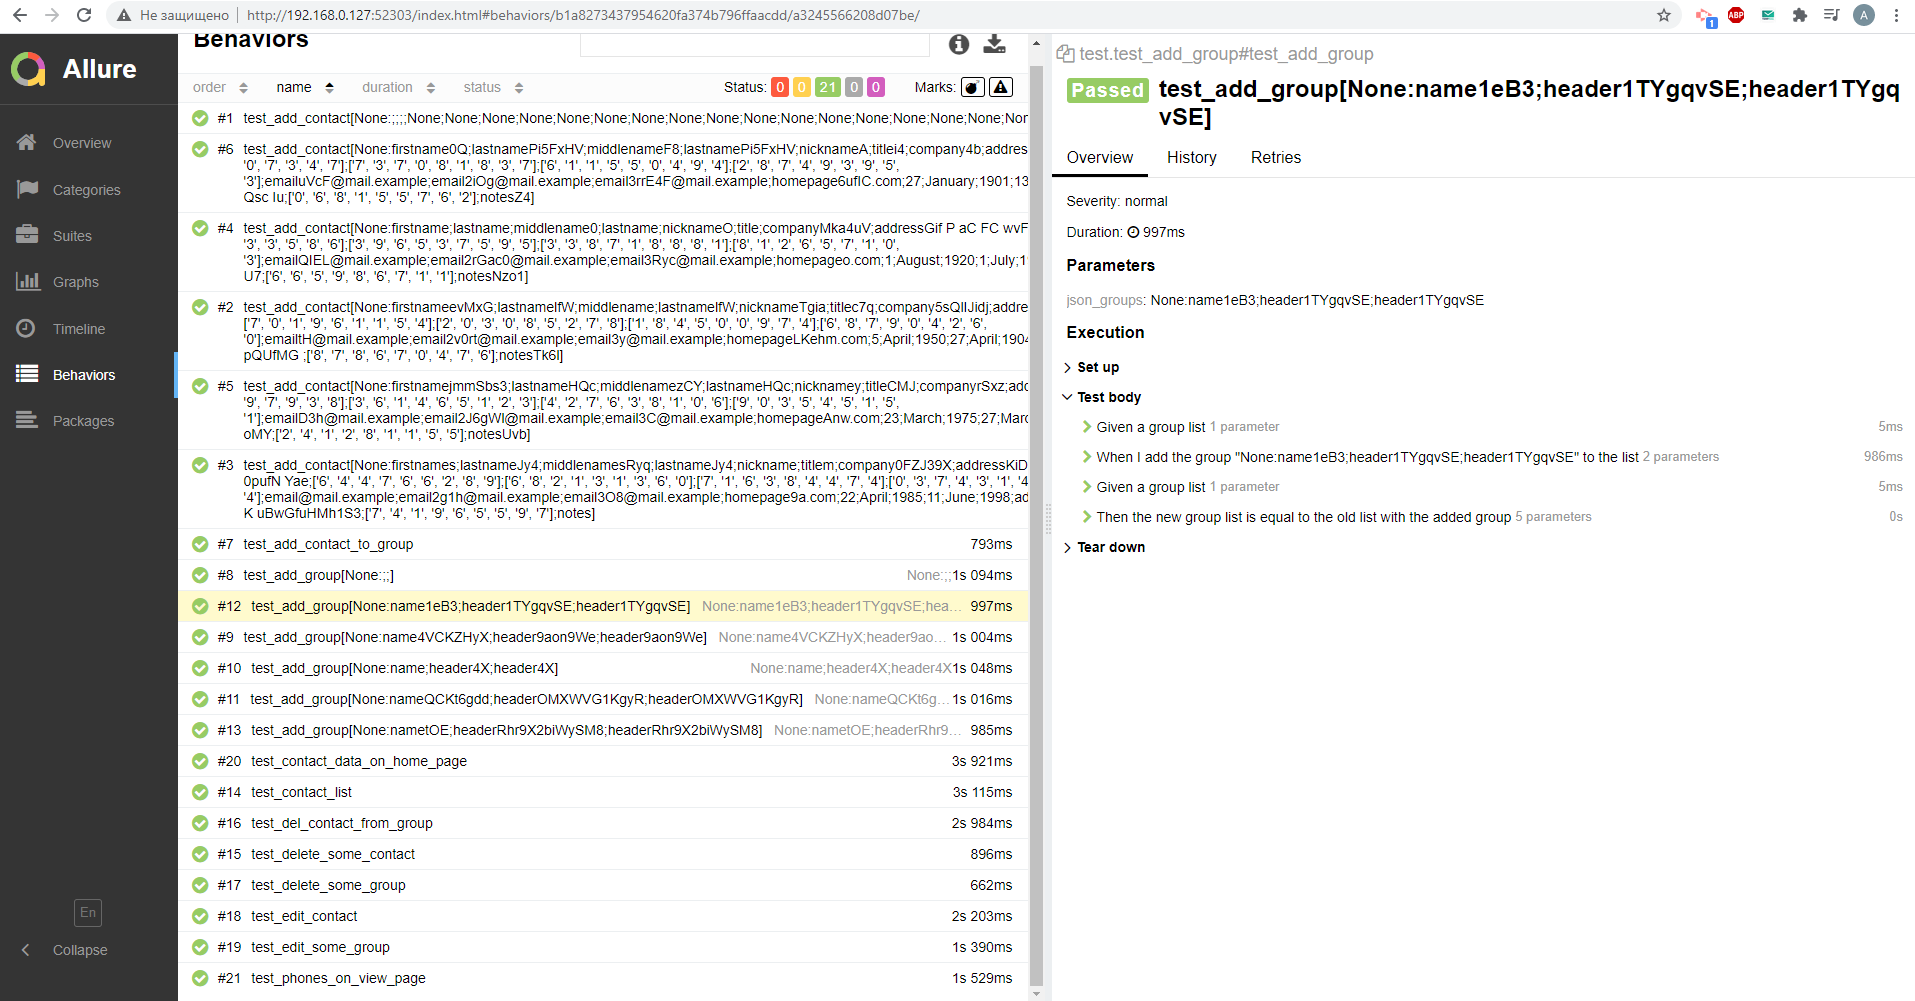 Не защищено
http://192.168.0.127:52303/index.html#behaviors/b1a8273437954620fa374b796ffaacdd/a3245566208d07be/
1
ABP
A
Allure
Overview
Categories
Suites
Graphs
Timeline
Behaviors
Packages
En
Collapse
Behaviors
order name duration status Status: 0 0 21 0 0 Marks:
#1 test_add_contact[None:;;;;;None;None;None;None;None;None;None;None;None;None;None;None;None;None;None;None;Non
#6 test_add_contact[None:firstname0Q;lastnamePi5FxHV;middlenameF8;lastnamePi5FxHV;nicknameA;titlei4;company4b;addres
'0', '7', '3', '4', '7'];['7', '3', '7', '0', '8', '1', '8', '3', '7'];['6', '1', '1', '5', '5', '0', '4', '9', '4'];['2', '8', '7', '4', '9', '3', '9', '5',
'3'];emailuVcF@mail.example;email2iOg@mail.example;email3rrE4F@mail.example;homepage6ufIC.com;27;January;1901;13
Qsc Iu;['0', '6', '8', '1', '5', '5', '7', '6', '2'];notesZ4]
#4 test_add_contact[None:firstname;lastname;middlename0;lastname;nicknameO;title;companyMka4uV;addressGif P aC FC wvF
'3', '3', '5', '8', '6'];['3', '9', '6', '5', '3', '7', '5', '9', '5'];['3', '3', '8', '7', '1', '8', '8', '8', '1'];['8', '1', '2', '6', '5', '7', '1', '0',
'3'];emailQIEL@mail.example;email2rGac0@mail.example;email3Ryc@mail.example;homepageo.com;1;August;1920;1;July;1
U7;['6', '6', '5', '9', '8', '6', '7', '1', '1'];notesNzo1]
#2 test_add_contact[None:firstnameevMxG;lastnameIfW;middlename;lastnameIfW;nicknameTgia;titlec7q;company5sQIIJidj;addre
['7', '0', '1', '9', '6', '1', '1', '5', '4'];['2', '0', '3', '0', '8', '5', '2', '7', '8'];['1', '8', '4', '5', '0', '0', '9', '7', '4'];['6', '8', '7', '9', '0', '4', '2', '6',
'0'];emailtH@mail.example;email2v0rt@mail.example;email3y@mail.example;homepageLKehm.com;5;April;1950;27;April;1904
pQUfMG ;['8', '7', '8', '6', '7', '0', '4', '7', '6'];notesTk6I]
#5 test_add_contact[None:firstnamejmmSbs3;lastnameHQc;middlenamezCY;lastnameHQc;nicknamey;titleCMJ;companyrSxz;add
'9', '7', '9', '3', '8'];['3', '6', '1', '4', '6', '5', '1', '2', '3'];['4', '2', '7', '6', '3', '8', '1', '0', '6'];['9', '0', '3', '5', '4', '5', '1', '5',
'1'];emailD3h@mail.example;email2J6gWI@mail.example;email3C@mail.example;homepageAnw.com;23;March;1975;27;Marc
oMY;['2', '4', '1', '2', '8', '1', '1', '5', '5'];notesUvb]
#3 test_add_contact[None:firstnames;lastnameJy4;middlenamesRyq;lastnameJy4;nickname;titlem;company0FZJ39X;addressKiD
0pufN Yae;['6', '4', '4', '7', '6', '6', '2', '8', '9'];['6', '8', '2', '1', '3', '1', '3', '6', '0'];['7', '1', '6', '3', '8', '4', '4', '7', '4'];['0', '3', '7', '4', '3', '1', '4
'4'];email@mail.example;email2g1h@mail.example;email3O8@mail.example;homepage9a.com;22;April;1985;11;June;1998;ad
K uBwGfuHMh1S3;['7', '4', '1', '9', '6', '5', '5', '9', '7'];notes]
#7 test_add_contact_to_group 793ms
#8 test_add_group[None:;;] None:;; 1s 094ms
#12 test_add_group[None:name1eB3;header1TYgqvSE;header1TYgqvSE] None:name1eB3;header1TYgqvSE;hea... 997ms
#9 test_add_group[None:name4VCKZHyX;header9aon9We;header9aon9We] None:name4VCKZHyX;header9ao... 1s 004ms
#10 test_add_group[None:name;header4X;header4X] None:name;header4X;header4X 1s 048ms
#11 test_add_group[None:nameQCKt6gdd;headerOMXWVG1KgyR;headerOMXWVG1KgyR] None:nameQCKt6g... 1s 016ms
#13 test_add_group[None:nametOE;headerRhr9X2biWySM8;headerRhr9X2biWySM8] None:nametOE;headerRhr9... 985ms
#20 test_contact_data_on_home_page 3s 921ms
#14 test_contact_list 3s 115ms
#16 test_del_contact_from_group 2s 984ms
#15 test_delete_some_contact 896ms
#17 test_delete_some_group 662ms
#18 test_edit_contact 2s 203ms
#19 test_edit_some_group 1s 390ms
#21 test_phones_on_view_page 1s 529ms
test.test_add_group#test_add_group
Passed test_add_group[None:name1eB3;header1TYgqvSE;header1TYgq
vSE]
Overview History Retries
Severity: normal
Duration: 997ms
Parameters
json_groups: None:name1eB3;header1TYgqvSE;header1TYgqvSE
Execution
Set up
Test body
Given a group list 1 parameter 5ms
When I add the group "None:name1eB3;header1TYgqvSE;header1TYgqvSE" to the list 2 parameters 986ms
Given a group list 1 parameter 5ms
Then the new group list is equal to the old list with the added group 5 parameters 0s
Tear down